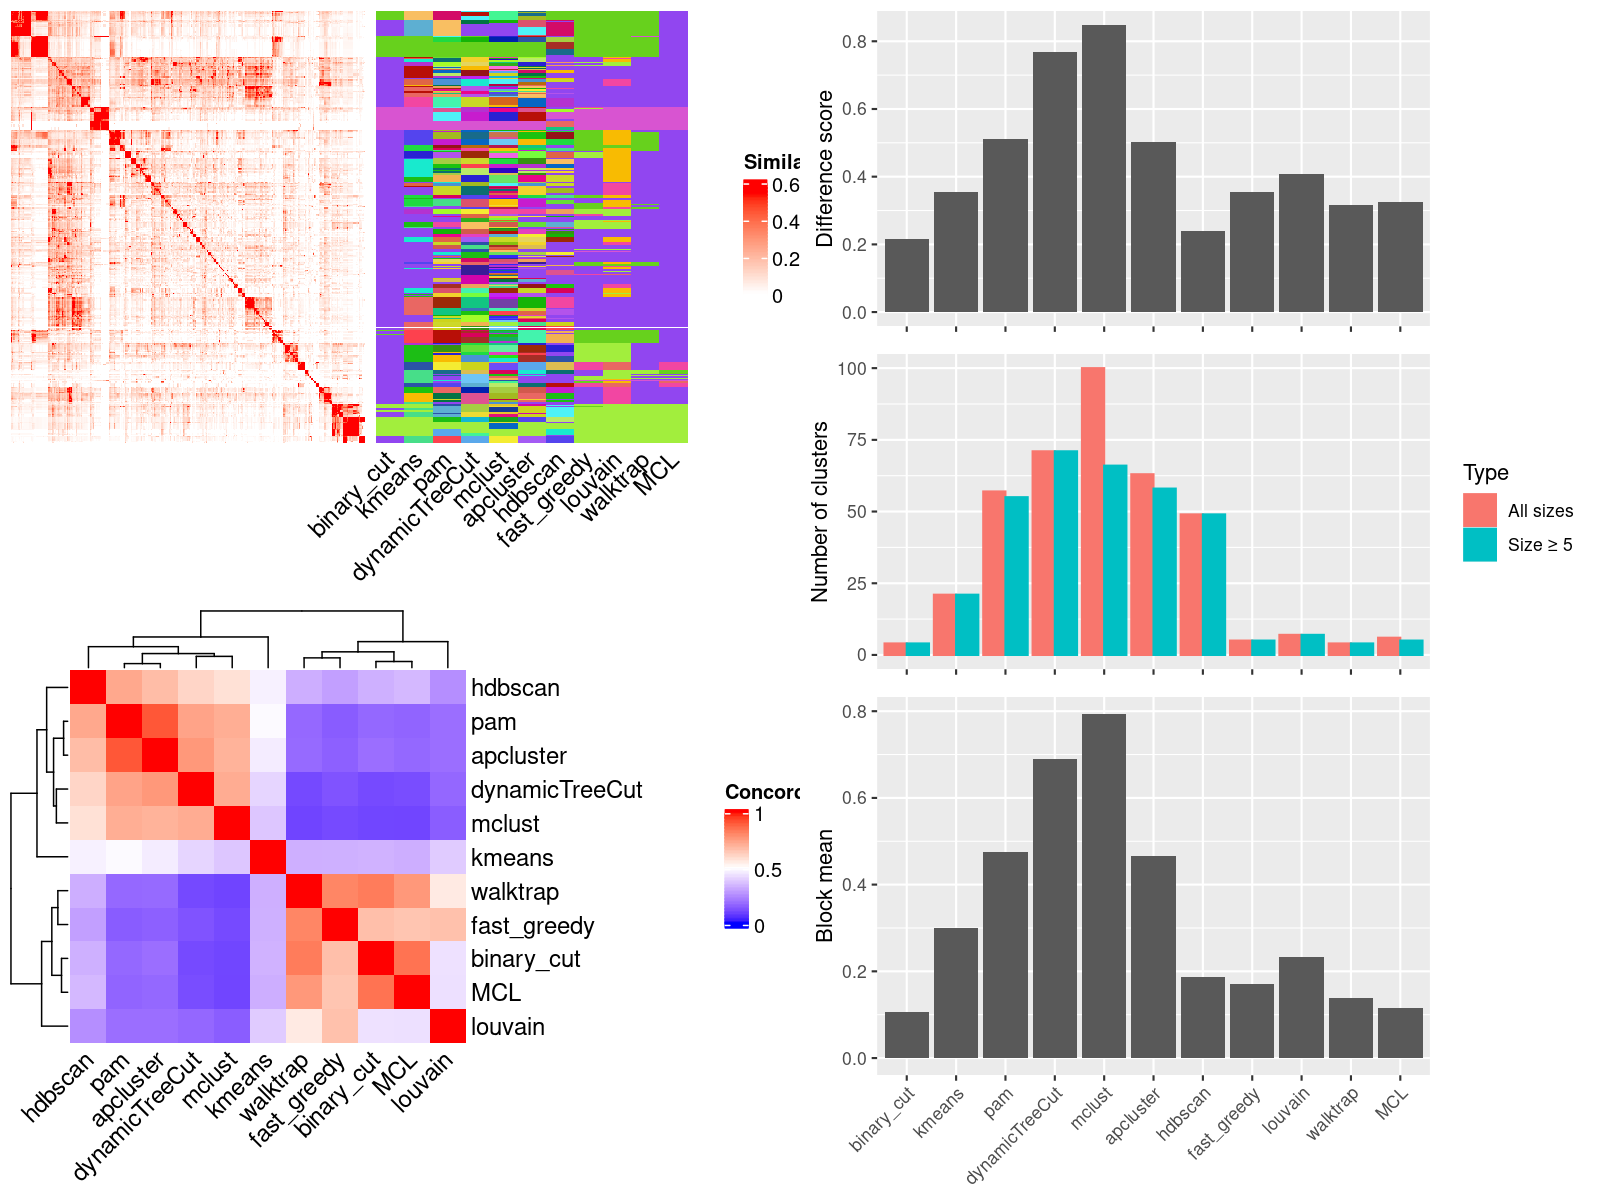 Simila
0.6
0.4
0.2
0
binary_cut
kmeans
pam
dynamicTreeCut
mclust
apcluster
hdbscan
fast_greedy
louvain
walktrap
MCL
hdbscan
pam
apcluster
dynamicTreeCut
mclust
kmeans
walktrap
fast_greedy
binary_cut
MCL
louvain
hdbscan
pam
apcluster
dynamicTreeCut
mclust
kmeans
walktrap
fast_greedy
binary_cut
MCL
louvain
Concord
1
0.5
0
Difference score
0.8
0.6
0.4
0.2
0.0
Number of clusters
100
75
50
25
0
Type
All sizes
Size ≥ 5
Block mean
0.8
0.6
0.4
0.2
0.0
binary_cut
kmeans
pam
dynamicTreeCut
mclust
apcluster
hdbscan
fast_greedy
louvain
walktrap
MCL